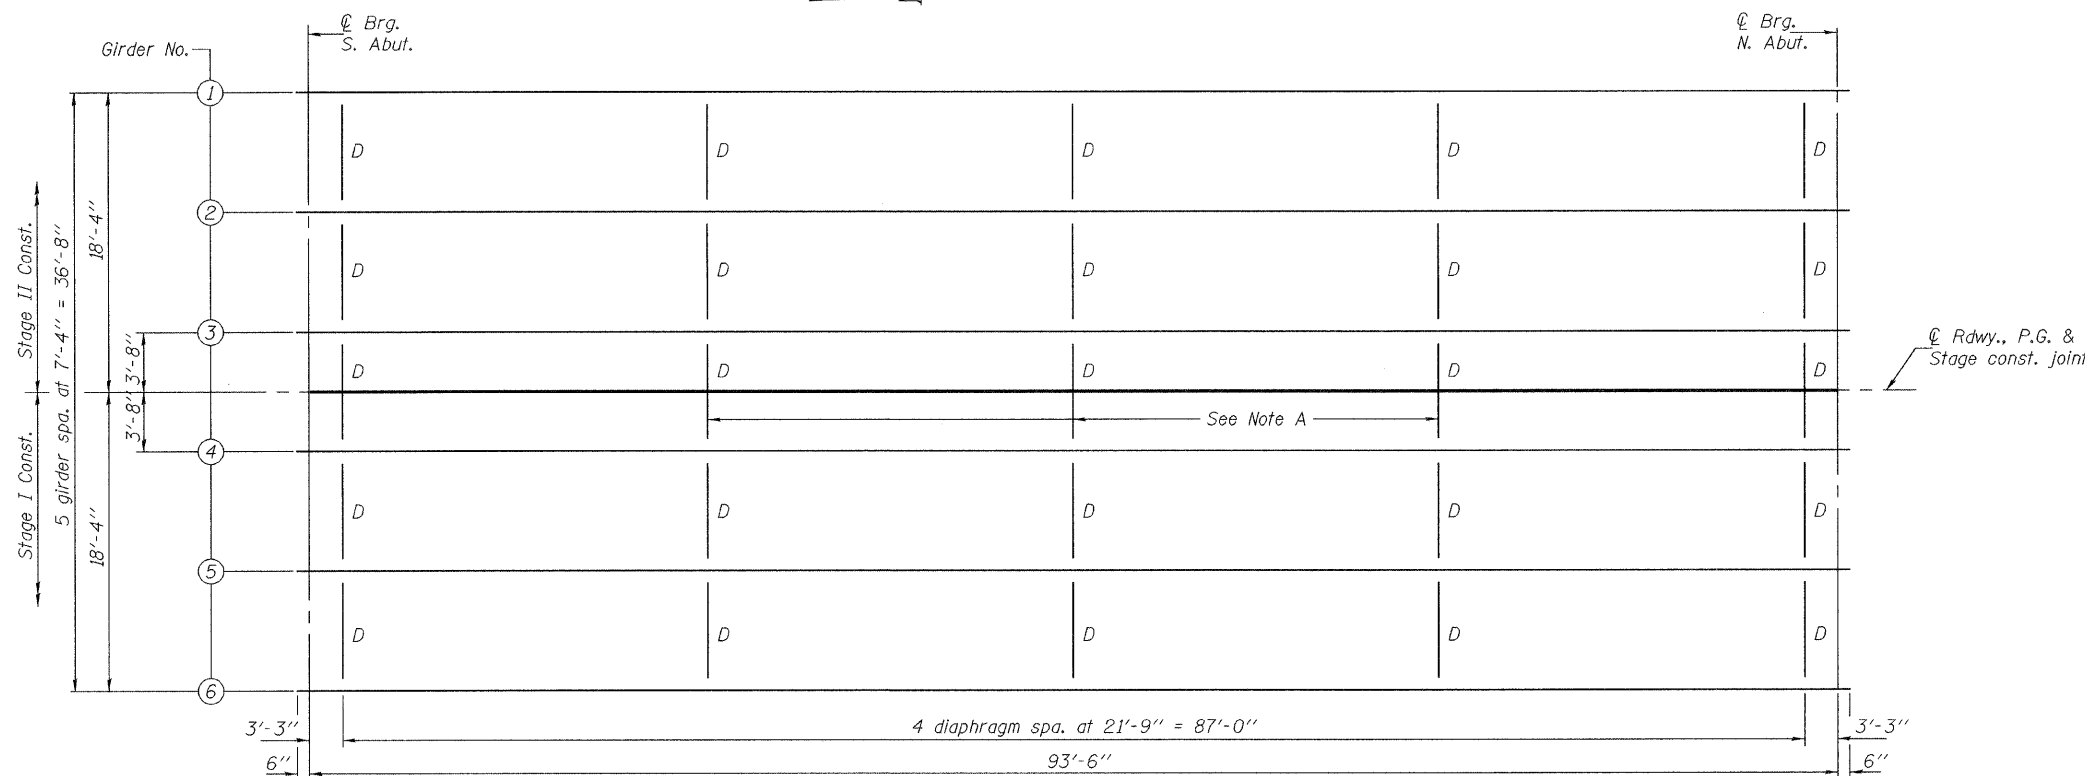 ℄ Brg.
S. Abut.
℄ Brg.
N. Abut.
Girder No.
1
D D D D D
2
D D D D D
3
D D D D D
℄ Rdwy., P.G. &
Stage const. joint
See Note A
4
D D D D D
5
D D D D D
6
Stage II Const.
Stage I Const.
5 girder spa. at 7'-4" = 36'-8"
18'-4"
18'-4"
3'-8"
3'-8"
3'-3"
4 diaphragm spa. at 21'-9" = 87'-0"
3'-3"
6"
93'-6"
6"